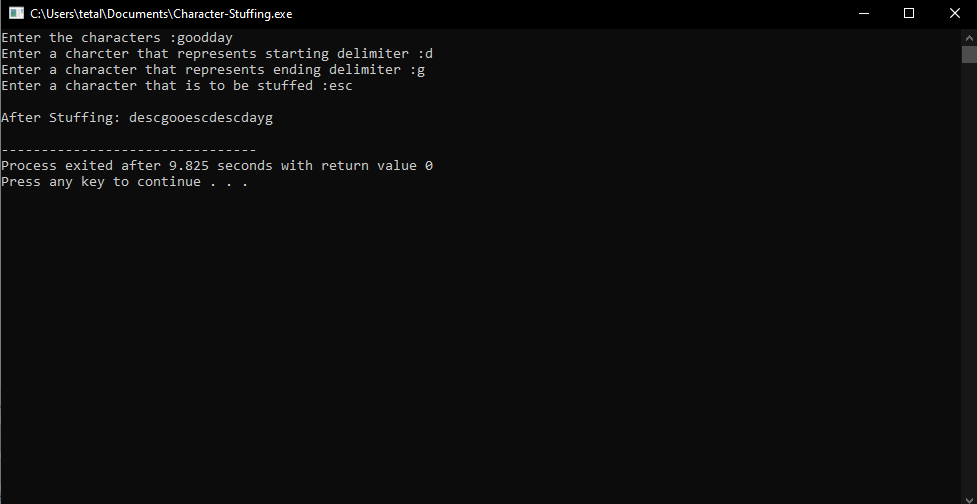 C:\Users\tetal\Documents\Character-Stuffing.exe
Enter the characters :goodday
Enter a charcter that represents starting delimiter :d
Enter a character that represents ending delimiter :g
Enter a character that is to be stuffed :esc
After Stuffing: descgooescdescdayg
--------------------------------
Process exited after 9.825 seconds with return value 0
Press any key to continue . . .